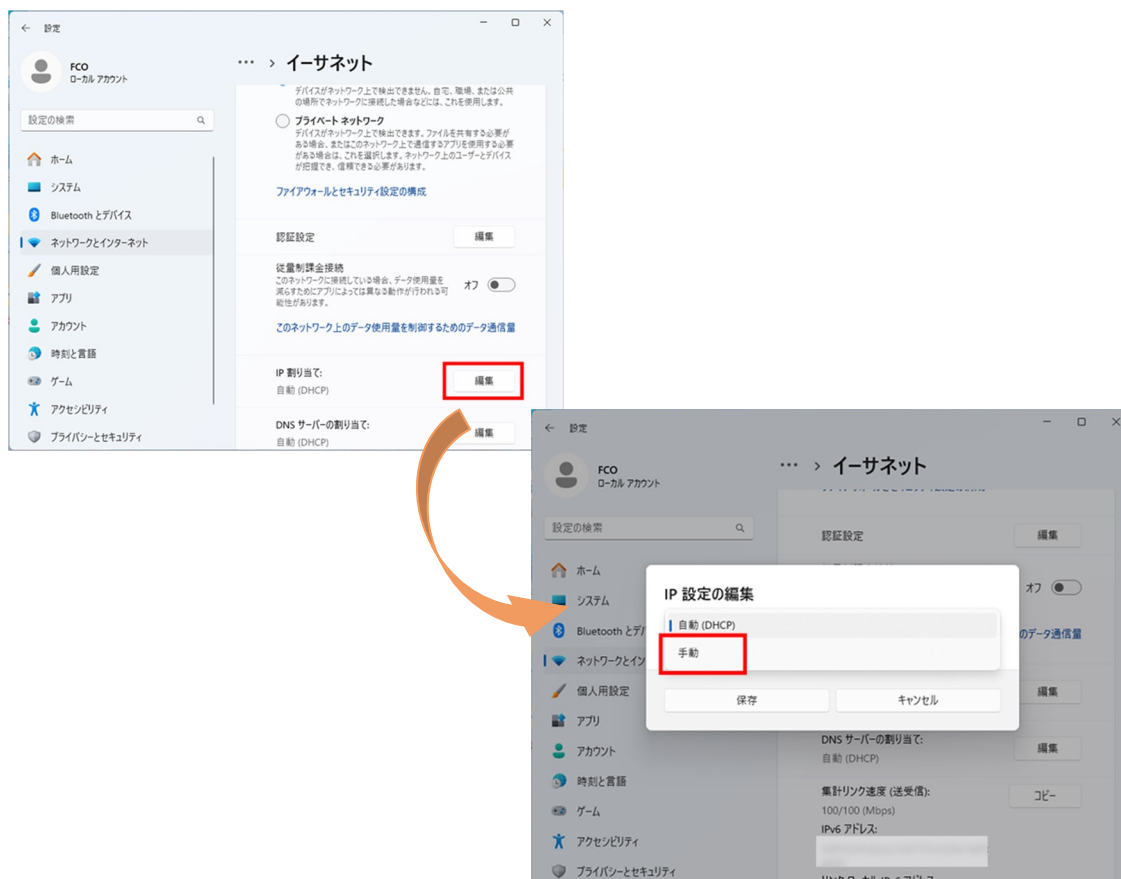 設定
FCO
ローカル アカウント
設定の検索
ホーム
システム
Bluetooth とデバイス
ネットワークとインターネット
個人用設定
アプリ
アカウント
時刻と言語
ゲーム
アクセシビリティ
プライバシーとセキュリティ
… › イーサネット
デバイスがネットワーク上で検出できません。自宅、職場、または公共
の場所でネットワークに接続した場合などには、これを使用します。
プライベート ネットワーク
デバイスがネットワーク上で検出できます。ファイルを共有する必要が
ある場合、またはこのネットワーク上で通信するアプリを使用する必要
がある場合は、これを選択します。ネットワーク上のユーザーとデバイス
が把握でき、信頼できる必要があります。
ファイアウォールとセキュリティ設定の構成
認証設定
編集
従量制課金接続
このネットワークに接続している場合、データ使用量を
減らすためにアプリによっては異なる動作が行われる可
能性があります。
オフ
このネットワーク上のデータ使用量を制御するためのデータ通信量
IP 割り当て:
自動 (DHCP)
編集
DNS サーバーの割り当て:
自動 (DHCP)
編集
設定
FCO
ローカル アカウント
設定の検索
ホーム
システム
Bluetooth とデバ
ネットワークとイン
個人用設定
アプリ
アカウント
時刻と言語
ゲーム
アクセシビリティ
プライバシーとセキュリティ
… › イーサネット
認証設定
編集
オフ
のデータ通信量
IP 設定の編集
自動 (DHCP)
手動
保存
キャンセル
編集
DNS サーバーの割り当て:
自動 (DHCP)
編集
集計リンク速度 (送受信):
100/100 (Mbps)
コピー
IPv6 アドレス: